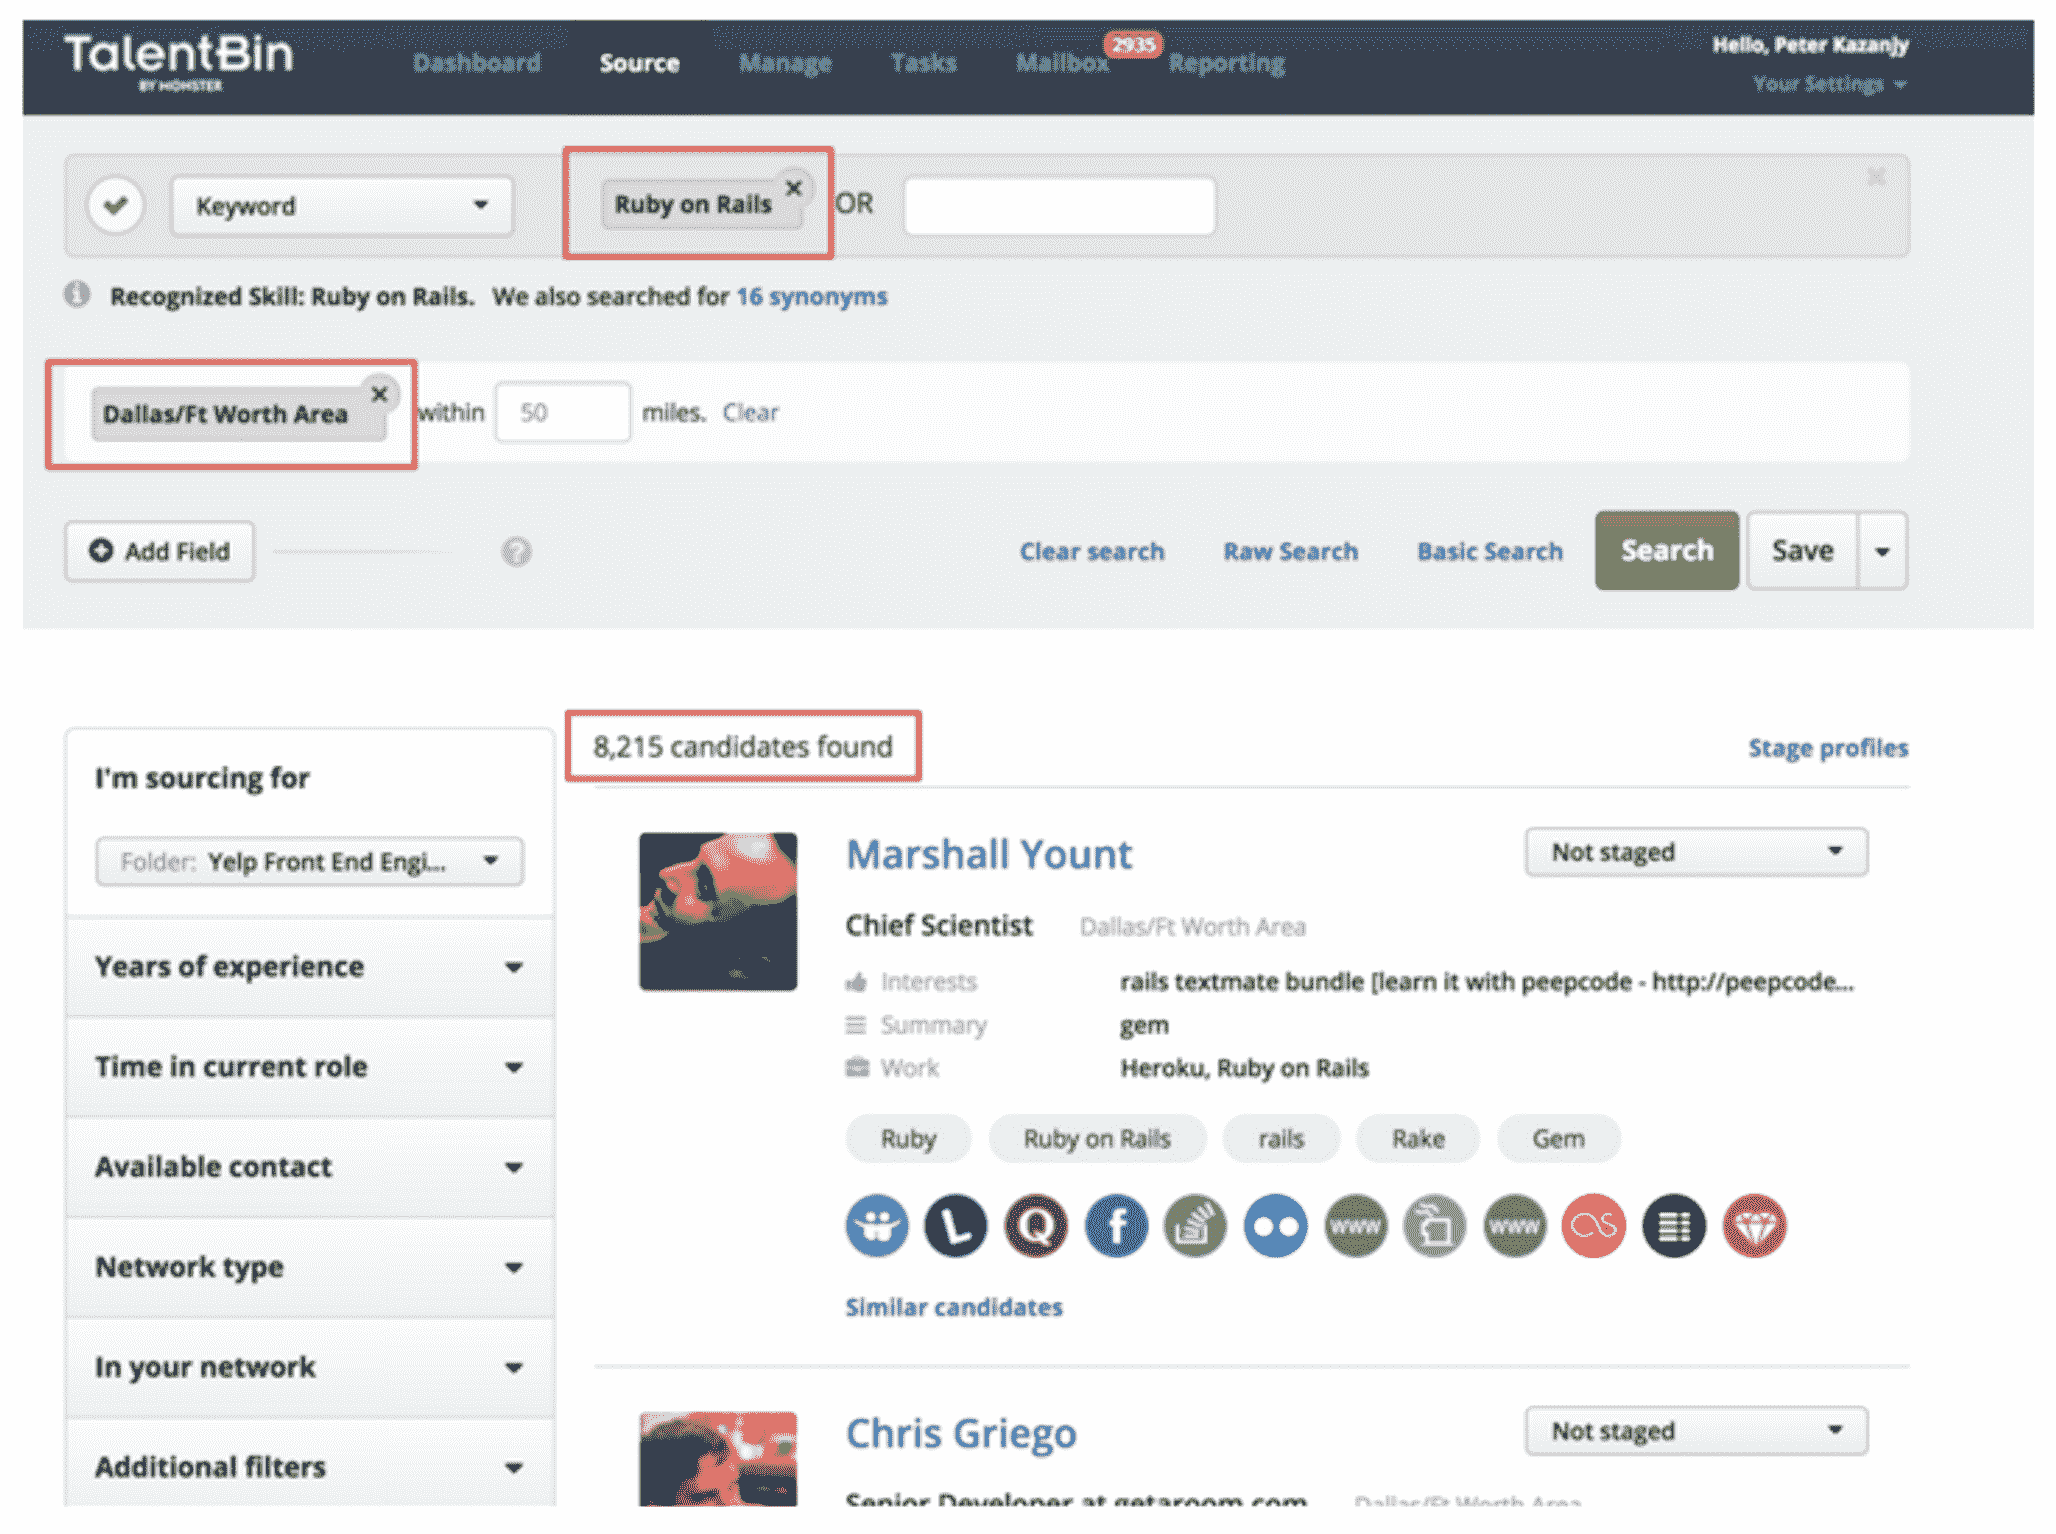 TalentBin
BY MONSTER
Dashboard Source Manage Tasks Mailbox 2935 Reporting
Hello, Peter Kazanjy
Your Settings
Keyword Ruby on Rails OR
Recognized Skill: Ruby on Rails. We also searched for 16 synonyms
Dallas/Ft Worth Area within 50 miles. Clear
Add Field ? Clear search Raw Search Basic Search Search Save
8,215 candidates found
Stage profiles
I'm sourcing for
Folder: Yelp Front End Engi...
Years of experience
Time in current role
Available contact
Network type
In your network
Additional filters
Marshall Yount
Not staged
Chief Scientist Dallas/Ft Worth Area
Interests rails textmate bundle [learn it with peepcode - http://peepcode...
Summary gem
Work Heroku, Ruby on Rails
Ruby Ruby on Rails rails Rake Gem
L Q f www www
Similar candidates
Chris Griego
Not staged
Senior Developer at getaroom.com Dallas/Ft Worth Area